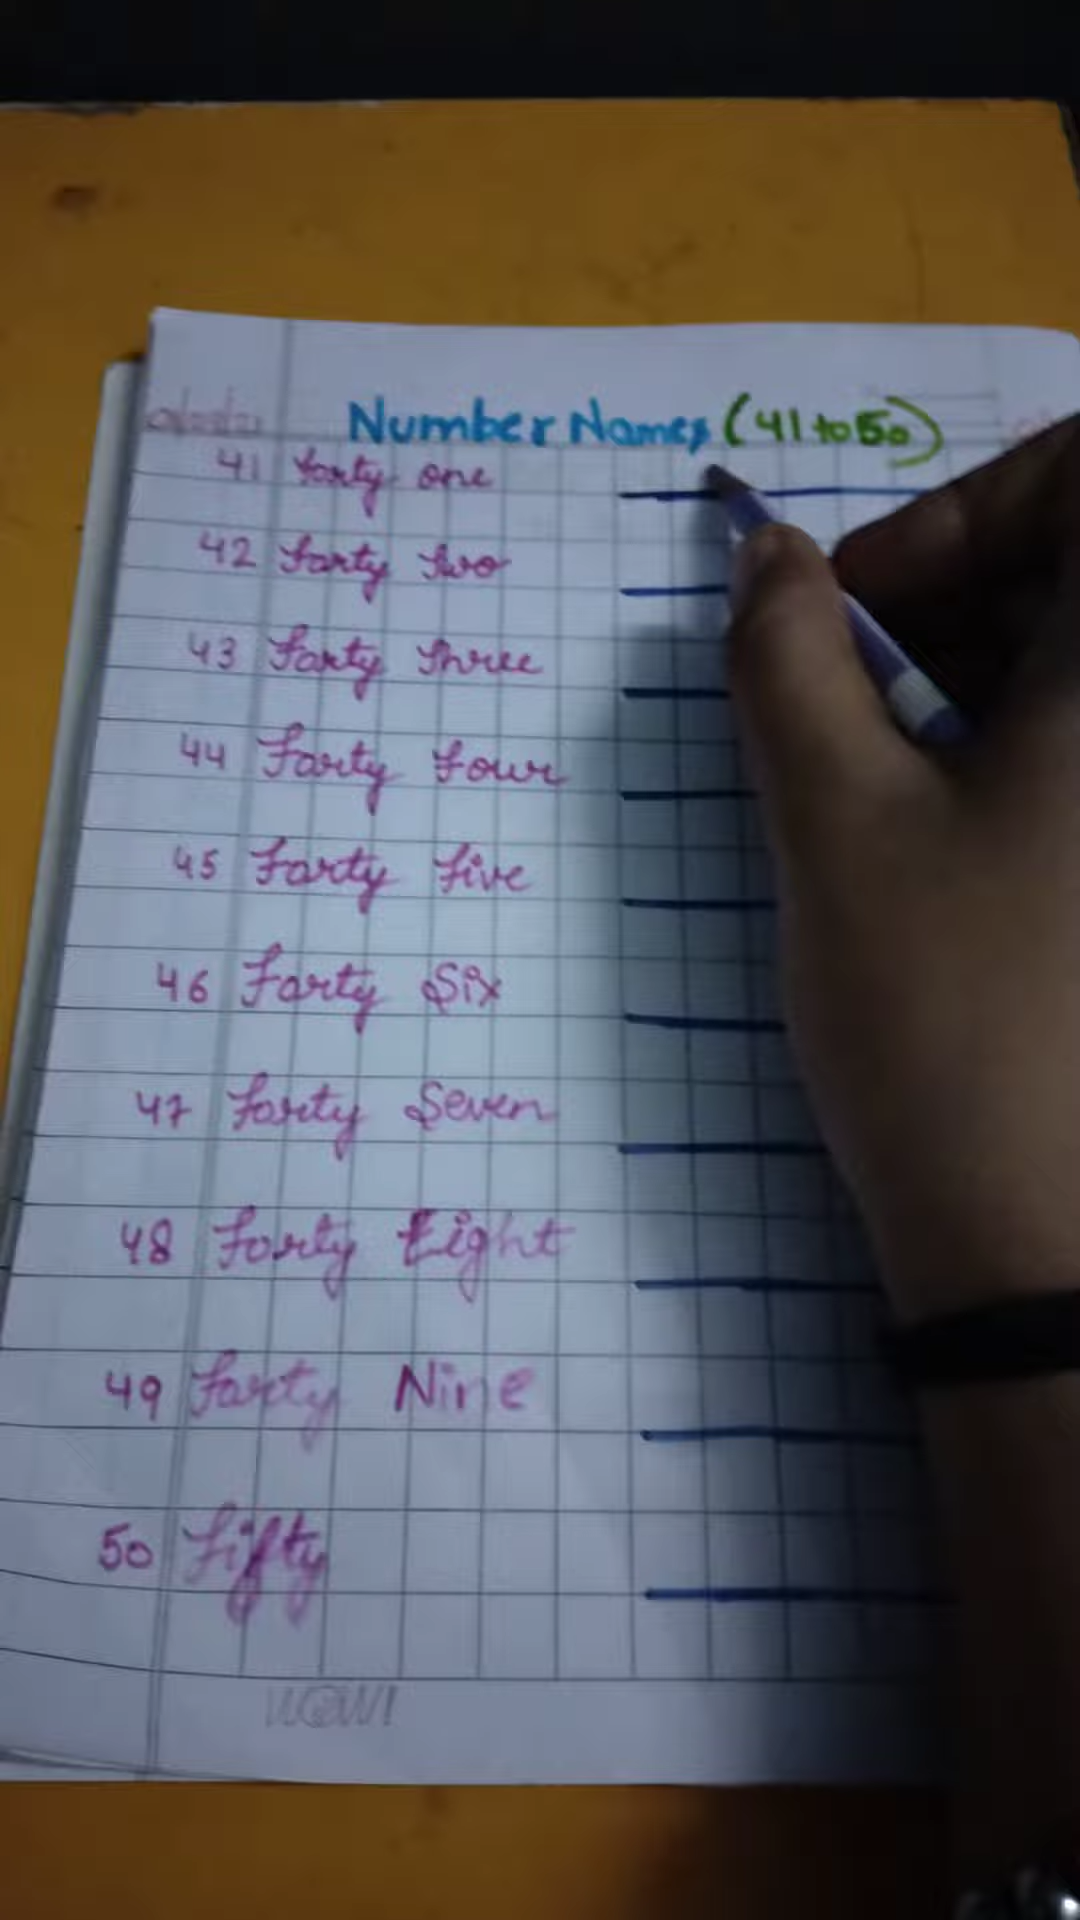 Number Names (41 to 50)
41 forty one
42 forty two
43 Forty three
44 Forty Four
45 Forty five
46 Forty Six
47 Forty Seven
48 Forty Eight
49 Forty Nine
50 Fifty
WOW!